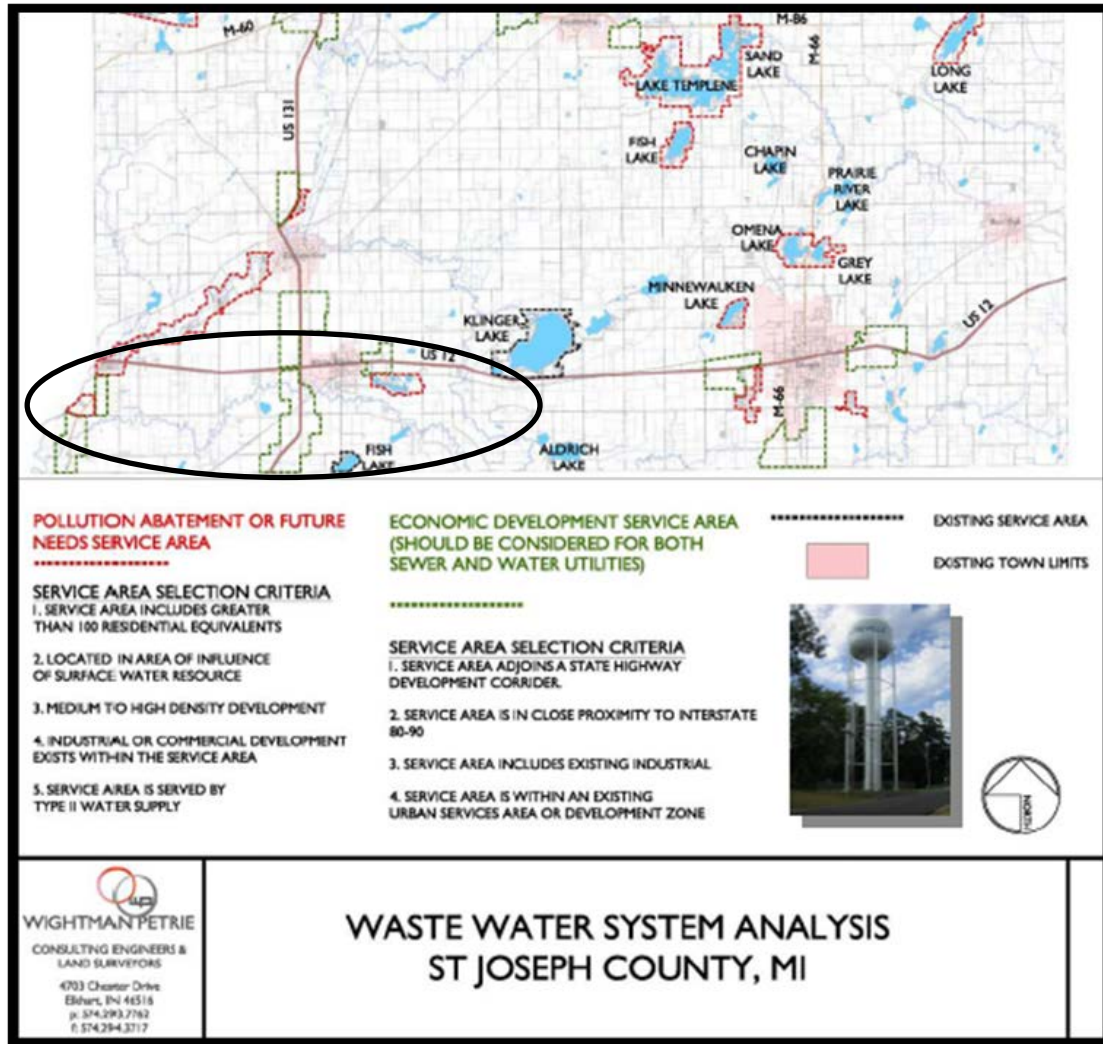 M-60
M-86
US 131
M-66
SAND
LAKE
LAKE TEMPLENE
LONG
LAKE
FISH
LAKE
CHAPIN
LAKE
PRAIRIE
RIVER
LAKE
OMENA
LAKE
GREY
LAKE
MINNEWAUKEN
LAKE
KLINGER
LAKE
US 12
US 12
M-66
FISH
LAKE
ALDRICH
LAKE
POLLUTION ABATEMENT OR FUTURE
NEEDS SERVICE AREA
SERVICE AREA SELECTION CRITERIA
1. SERVICE AREA INCLUDES GREATER
THAN 100 RESIDENTIAL EQUIVALENTS
2. LOCATED IN AREA OF INFLUENCE
OF SURFACE WATER RESOURCE
3. MEDIUM TO HIGH DENSITY DEVELOPMENT
4. INDUSTRIAL OR COMMERCIAL DEVELOPMENT
EXISTS WITHIN THE SERVICE AREA
5. SERVICE AREA IS SERVED BY
TYPE II WATER SUPPLY
ECONOMIC DEVELOPMENT SERVICE AREA
(SHOULD BE CONSIDERED FOR BOTH
SEWER AND WATER UTILITIES)
SERVICE AREA SELECTION CRITERIA
1. SERVICE AREA ADJOINS A STATE HIGHWAY
DEVELOPMENT CORRIDER.
2. SERVICE AREA IS IN CLOSE PROXIMITY TO INTERSTATE
80-90
3. SERVICE AREA INCLUDES EXISTING INDUSTRIAL
4. SERVICE AREA IS WITHIN AN EXISTING
URBAN SERVICES AREA OR DEVELOPMENT ZONE
EXISTING SERVICE AREA
EXISTING TOWN LIMITS
NORTH
wp
WIGHTMAN PETRIE
CONSULTING ENGINEERS &
LAND SURVEYORS
4703 Chester Drive
Elkhart, IN 46516
p: 574.293.7762
f: 574.294.3717
WASTE WATER SYSTEM ANALYSIS
ST JOSEPH COUNTY, MI